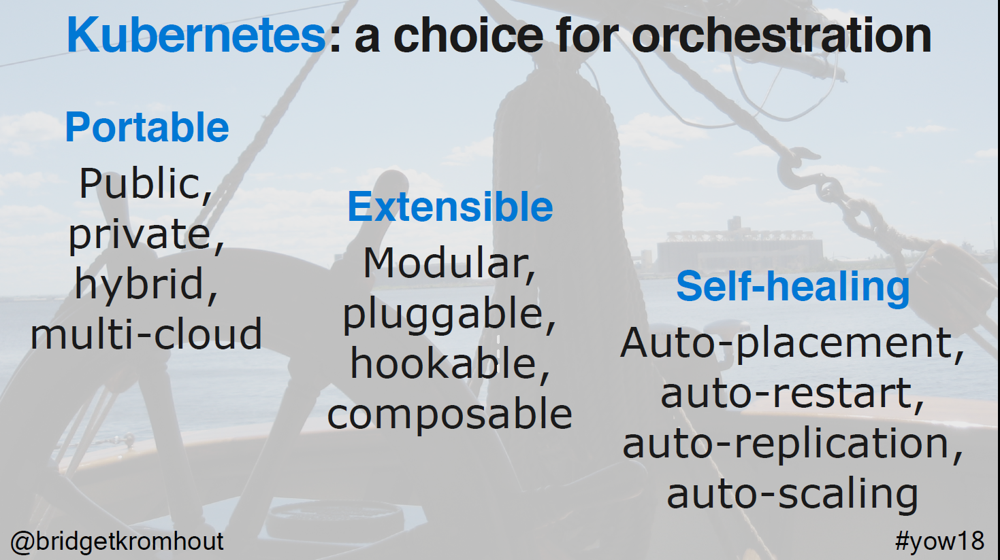 Kubernetes: a choice for orchestration
Portable
Public,
private,
hybrid,
multi-cloud
Extensible
Modular,
pluggable,
hookable,
composable
Self-healing
Auto-placement,
auto-restart,
auto-replication,
auto-scaling
@bridgetkromhout
#yow18